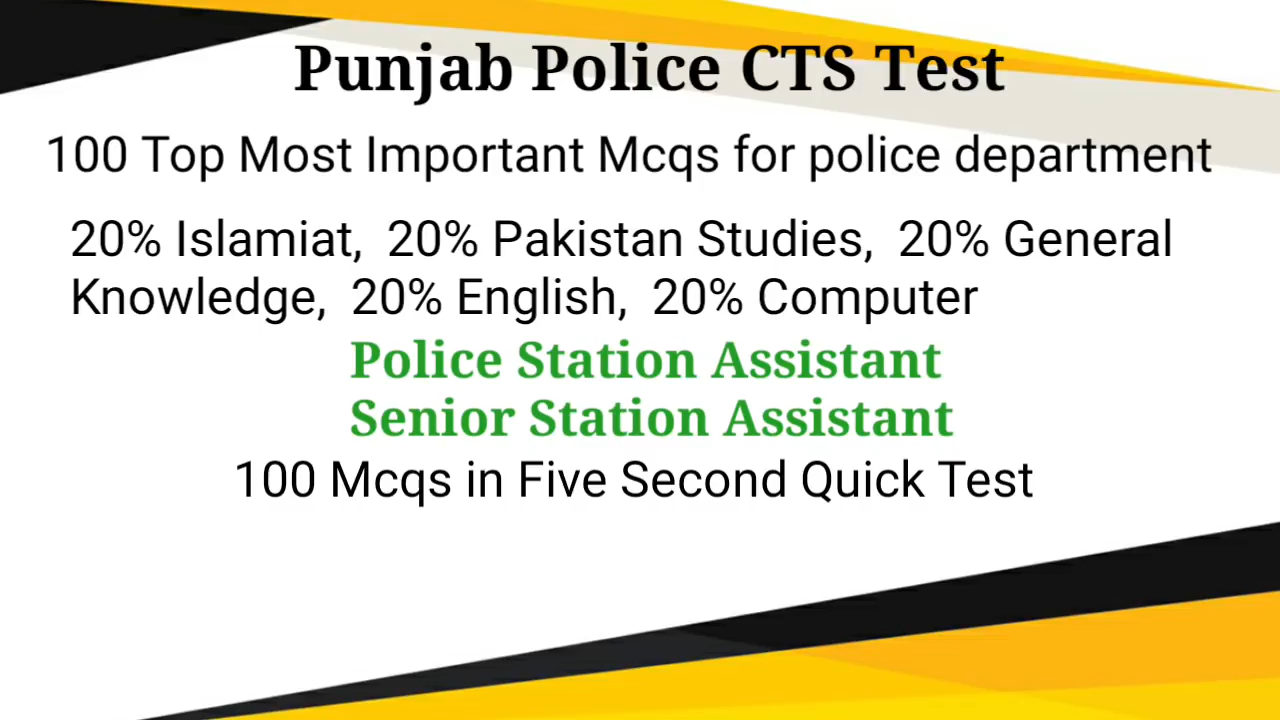 Punjab Police CTS Test
100 Top Most Important Mcqs for police department
20% Islamiat, 20% Pakistan Studies, 20% General
Knowledge, 20% English, 20% Computer
Police Station Assistant
Senior Station Assistant
100 Mcqs in Five Second Quick Test